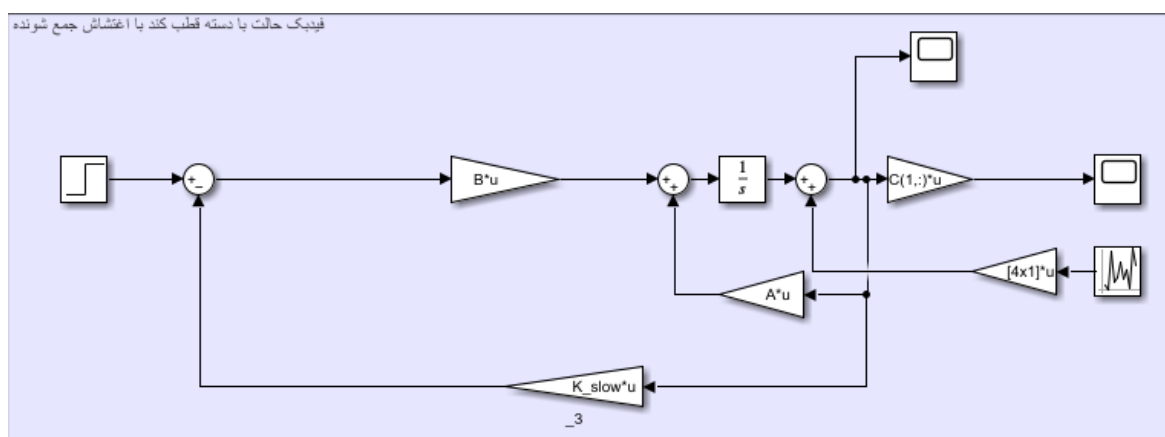 فیدبک حالت با دسته قطب کند با اغتشاش جمع شونده
B*u
1
s
C(1,:)*u
[4x1]*u
A*u
K_slow*u
_3